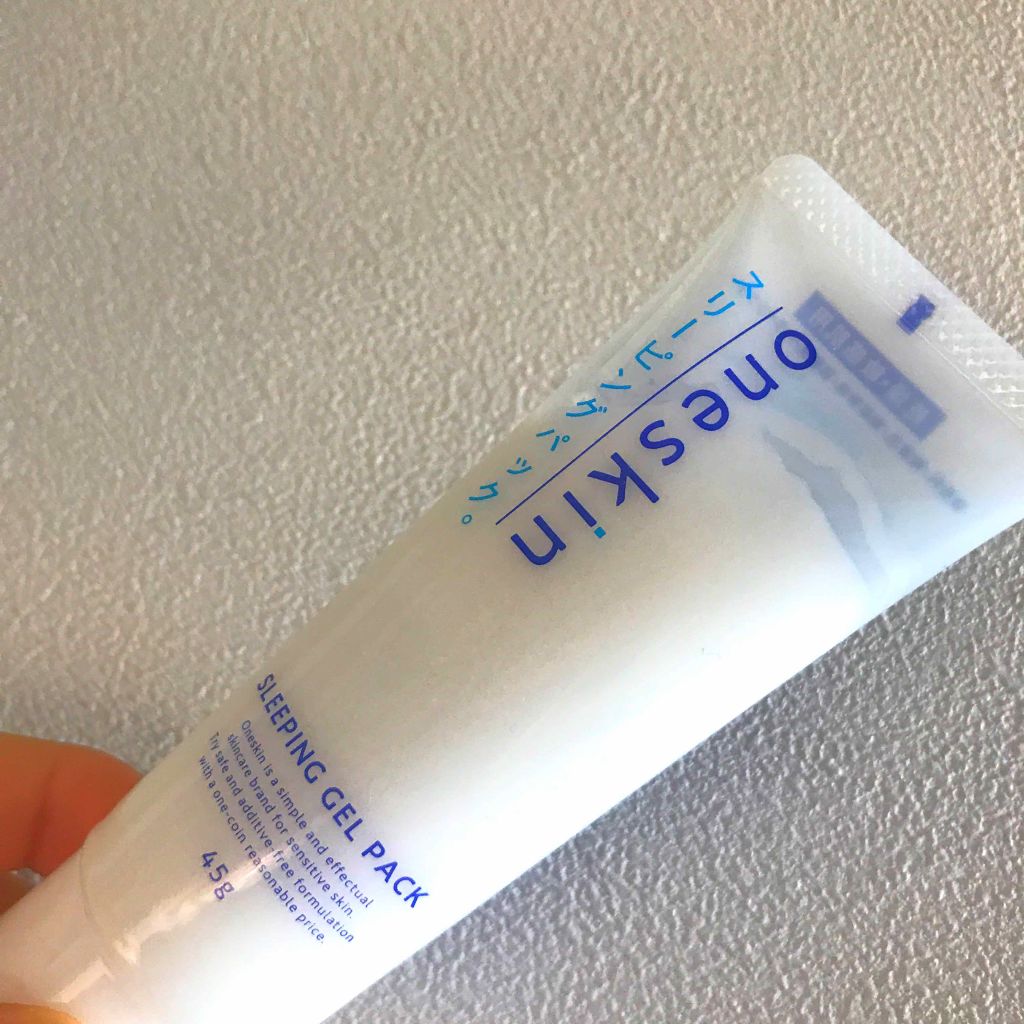 oneskin
スリーピングパック。
SLEEPING GEL PACK
Oneskin is a simple and effectual
skincare brand for sensitive skin.
Try safe and additive-free formulation
with a one-coin reasonable price.
45g